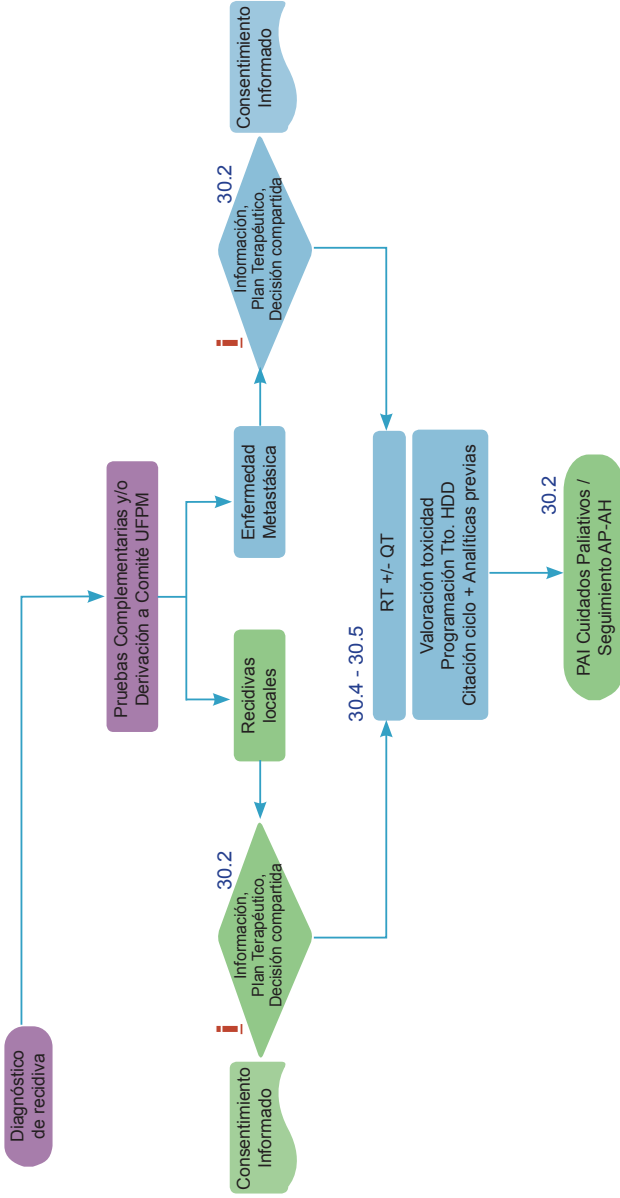 Diagnóstico
de recidiva
Pruebas Complementarias y/o
Derivación a Comité UFPM
Recidivas
locales
Enfermedad
Metastásica
Consentimiento
Informado
30.2
Información,
Plan Terapéutico,
Decisión compartida
Consentimiento
Informado
30.2
Información,
Plan Terapéutico,
Decisión compartida
30.4 - 30.5
RT +/- QT
Valoración toxicidad
Programación Tto. HDD
Citación ciclo + Analíticas previas
30.2
PAI Cuidados Paliativos /
Seguimiento AP-AH